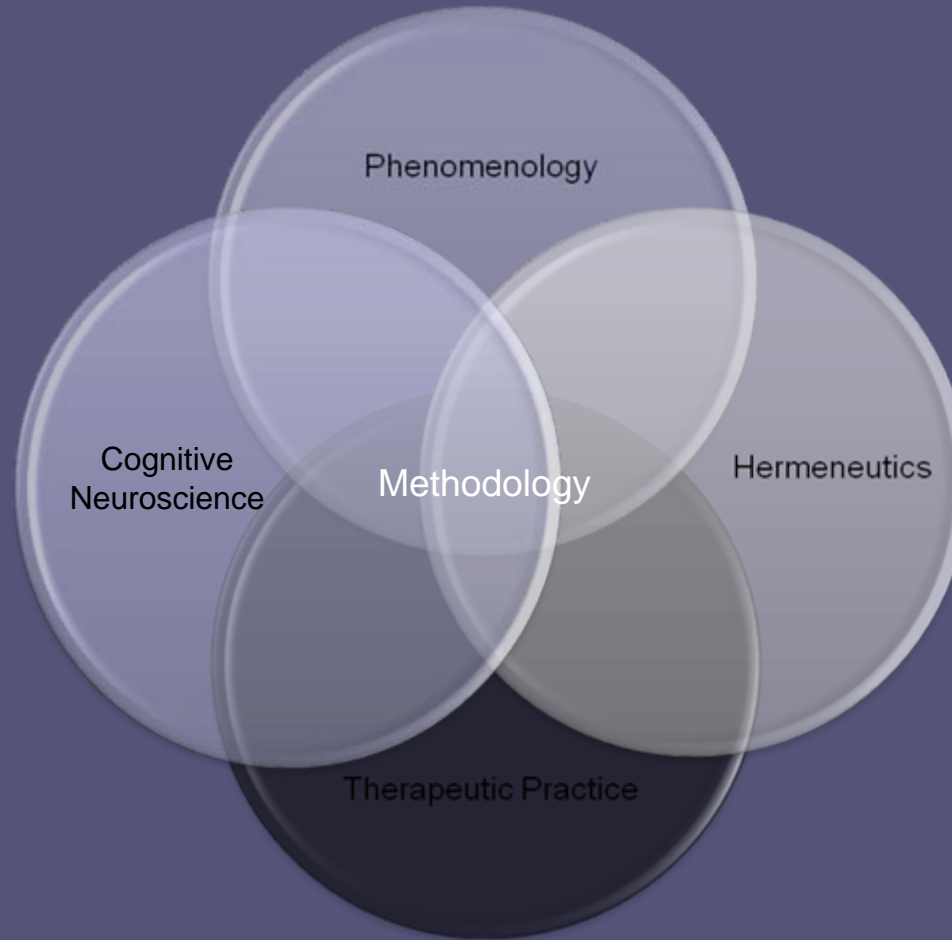 Phenomenology
Cognitive
Neuroscience
Methodology
Hermeneutics
Therapeutic Practice